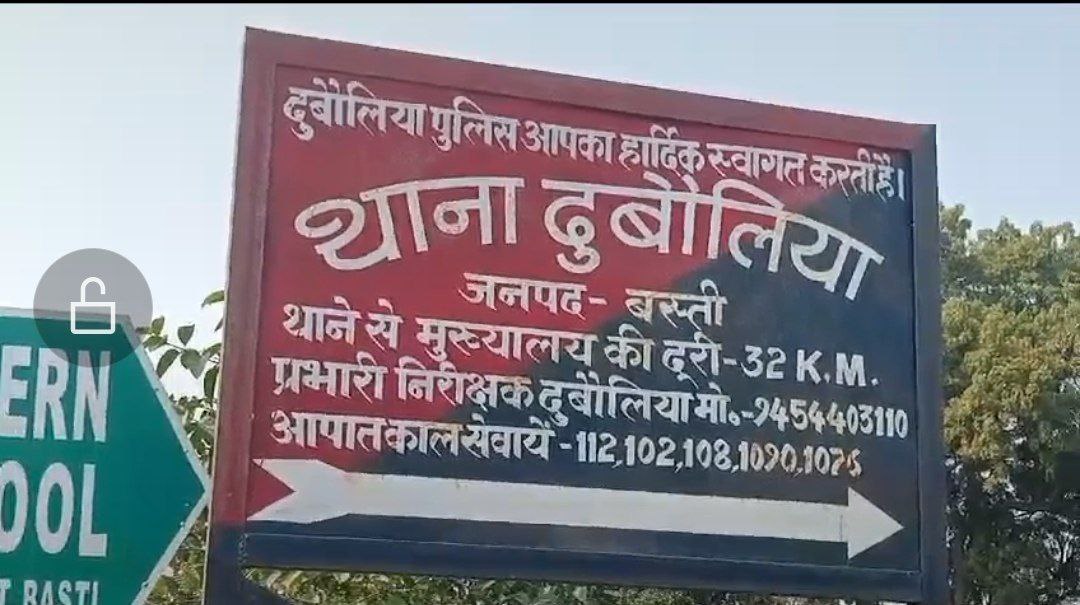 दुबौलिया पुलिस आपका हार्दिक स्वागत करती है।
थाना दुबौलिया
जनपद- बस्ती
थाने से मुख्यालय की दूरी-32 K.M.
प्रभारी निरीक्षक दुबौलिया मो॰-9454403110
आपातकाल सेवायें -112,102,108,1090,1076
ERN
OOL
BASTI